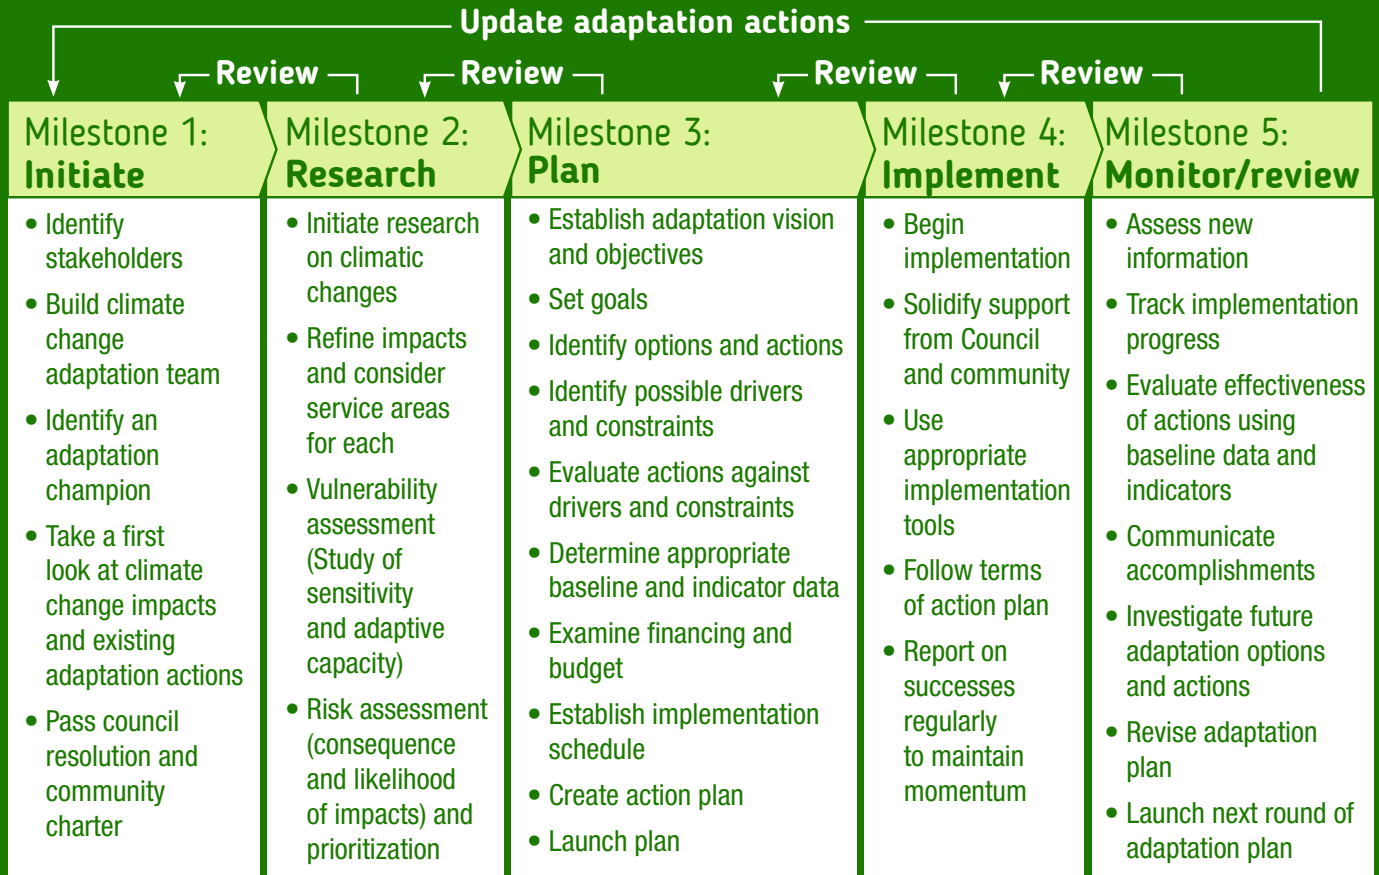 Update adaptation actions
Review
Review
Review
Review
Milestone 1:
Initiate
• Identify
stakeholders
• Build climate
change
adaptation team
• Identify an
adaptation
champion
• Take a first
look at climate
change impacts
and existing
adaptation actions
• Pass council
resolution and
community
charter
Milestone 2:
Research
• Initiate research
on climatic
changes
• Refine impacts
and consider
service areas
for each
• Vulnerability
assessment
(Study of
sensitivity
and adaptive
capacity)
• Risk assessment
(consequence
and likelihood
of impacts) and
prioritization
Milestone 3:
Plan
• Establish adaptation vision
and objectives
• Set goals
• Identify options and actions
• Identify possible drivers
and constraints
• Evaluate actions against
drivers and constraints
• Determine appropriate
baseline and indicator data
• Examine financing and
budget
• Establish implementation
schedule
• Create action plan
• Launch plan
Milestone 4:
Implement
• Begin
implementation
• Solidify support
from Council
and community
• Use
appropriate
implementation
tools
• Follow terms
of action plan
• Report on
successes
regularly
to maintain
momentum
Milestone 5:
Monitor/review
• Assess new
information
• Track implementation
progress
• Evaluate effectiveness
of actions using
baseline data and
indicators
• Communicate
accomplishments
• Investigate future
adaptation options
and actions
• Revise adaptation
plan
• Launch next round of
adaptation plan